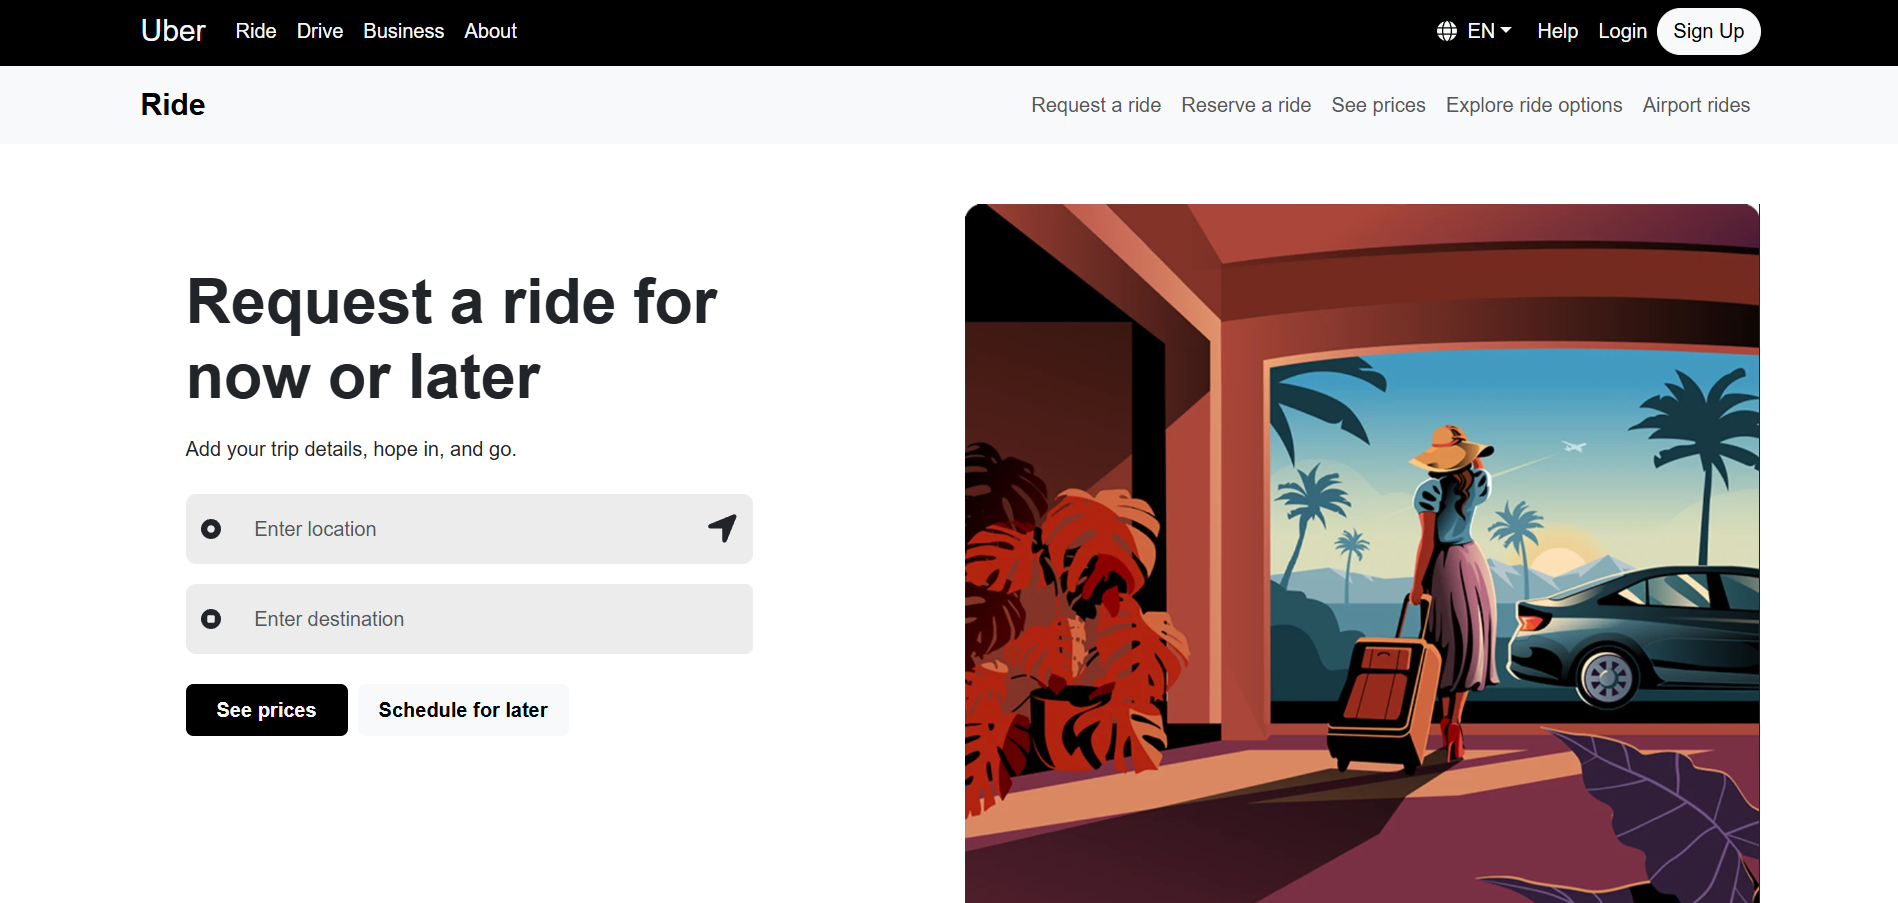 Uber Ride Drive Business About EN Help Login Sign Up
Ride Request a ride Reserve a ride See prices Explore ride options Airport rides
Request a ride for
now or later
Add your trip details, hope in, and go.
Enter location
Enter destination
See prices Schedule for later